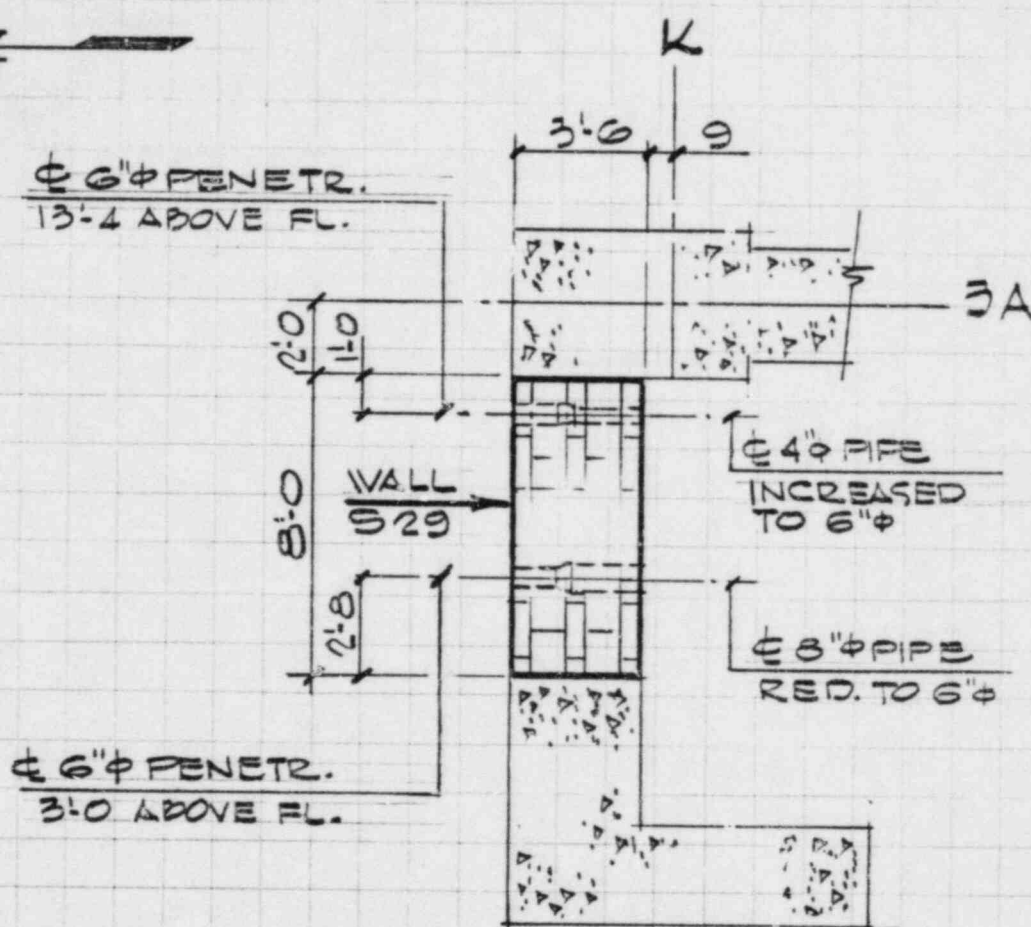 K
3'-6 9
℄ 6"φ PENETR.
13'-4 ABOVE FL.
3A
2'-0
1'-0
℄ 4"φ PIPE
INCREASED
TO 6"φ
WALL
S29
8'-0
2'-8
℄ 8"φ PIPE
RED. TO 6"φ
℄ 6"φ PENETR.
3'-0 ABOVE FL.